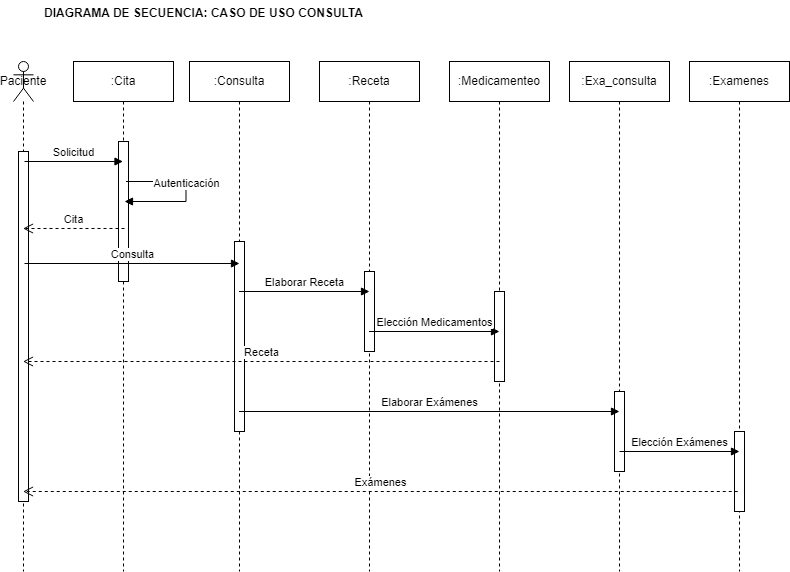 DIAGRAMA DE SECUENCIA: CASO DE USO CONSULTA
Paciente
:Cita
:Consulta
:Receta
:Medicamenteo
:Exa_consulta
:Examenes
Solicitud
Autenticación
Cita
Consulta
Elaborar Receta
Elección Medicamentos
Receta
Elaborar Exámenes
Elección Exámenes
Exámenes